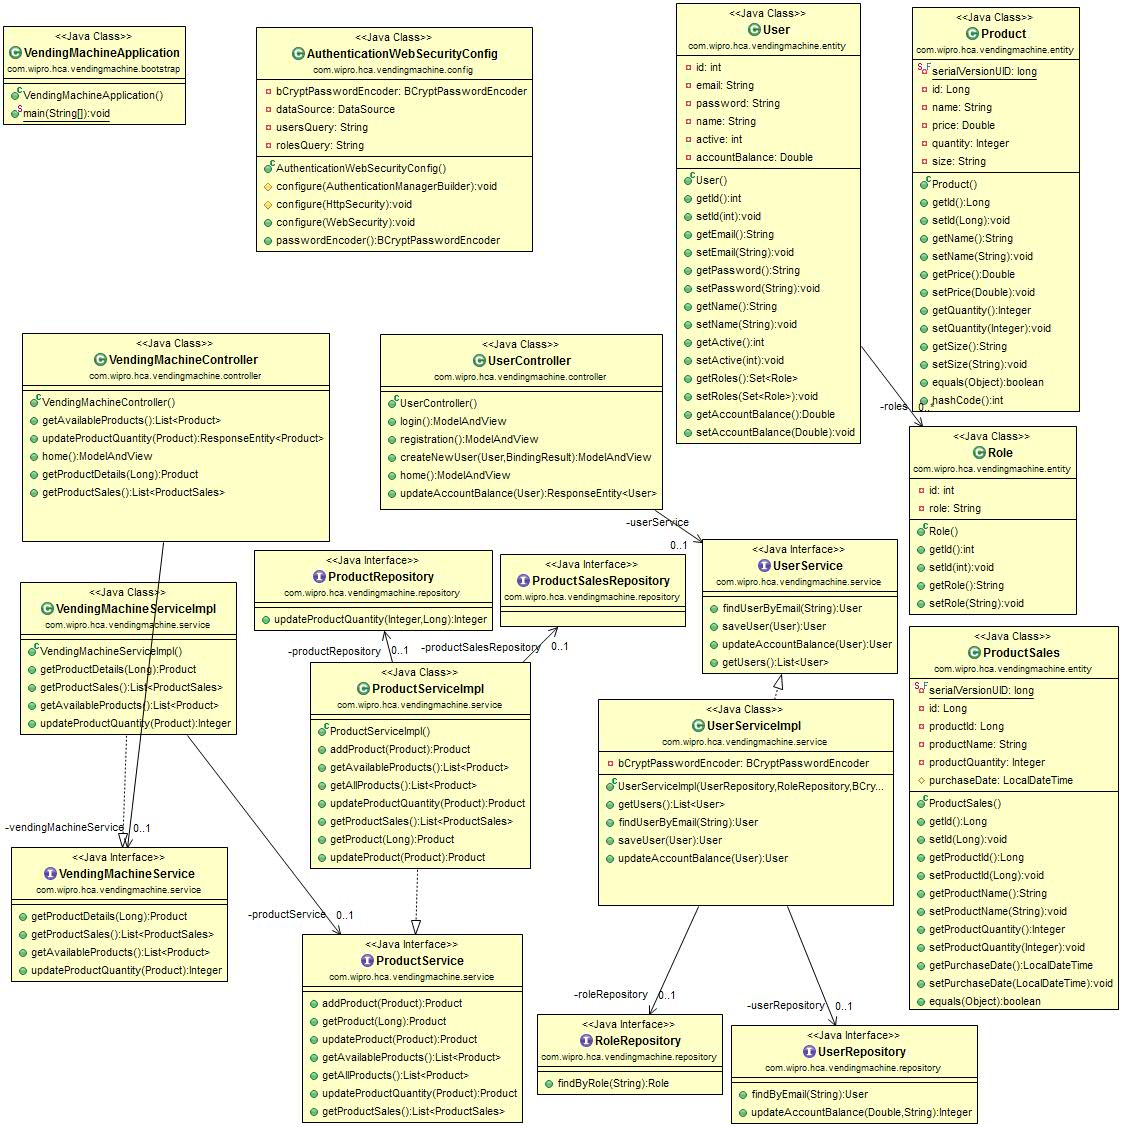 <<Java Class>>
VendingMachineApplication
com.wipro.hca.vendingmachine.bootstrap
VendingMachineApplication()
main(String[]):void
<<Java Class>>
AuthenticationWebSecurityConfig
com.wipro.hca.vendingmachine.config
bCryptPasswordEncoder: BCryptPasswordEncoder
dataSource: DataSource
usersQuery: String
rolesQuery: String
AuthenticationWebSecurityConfig()
configure(AuthenticationManagerBuilder):void
configure(HttpSecurity):void
configure(WebSecurity):void
passwordEncoder():BCryptPasswordEncoder
<<Java Class>>
User
com.wipro.hca.vendingmachine.entity
id: int
email: String
password: String
name: String
active: int
accountBalance: Double
User()
getId():int
setId(int):void
getEmail():String
setEmail(String):void
getPassword():String
setPassword(String):void
getName():String
setName(String):void
getActive():int
setActive(int):void
getRoles():Set<Role>
setRoles(Set<Role>):void
getAccountBalance():Double
setAccountBalance(Double):void
<<Java Class>>
Product
com.wipro.hca.vendingmachine.entity
serialVersionUID: long
id: Long
name: String
price: Double
quantity: Integer
size: String
Product()
getId():Long
setId(Long):void
getName():String
setName(String):void
getPrice():Double
setPrice(Double):void
getQuantity():Integer
setQuantity(Integer):void
getSize():String
setSize(String):void
equals(Object):boolean
hashCode():int
-roles 0..*
<<Java Class>>
VendingMachineController
com.wipro.hca.vendingmachine.controller
VendingMachineController()
getAvailableProducts():List<Product>
updateProductQuantity(Product):ResponseEntity<Product>
home():ModelAndView
getProductDetails(Long):Product
getProductSales():List<ProductSales>
<<Java Class>>
UserController
com.wipro.hca.vendingmachine.controller
UserController()
login():ModelAndView
registration():ModelAndView
createNewUser(User,BindingResult):ModelAndView
home():ModelAndView
updateAccountBalance(User):ResponseEntity<User>
-userService
0..1
<<Java Class>>
Role
com.wipro.hca.vendingmachine.entity
id: int
role: String
Role()
getId():int
setId(int):void
getRole():String
setRole(String):void
<<Java Interface>>
ProductRepository
com.wipro.hca.vendingmachine.repository
updateProductQuantity(Integer,Long):Integer
<<Java Interface>>
ProductSalesRepository
com.wipro.hca.vendingmachine.repository
<<Java Interface>>
UserService
com.wipro.hca.vendingmachine.service
findUserByEmail(String):User
saveUser(User):User
updateAccountBalance(User):User
getUsers():List<User>
-productRepository 0..1
-productSalesRepository 0..1
<<Java Class>>
VendingMachineServiceImpl
com.wipro.hca.vendingmachine.service
VendingMachineServiceImpl()
getProductDetails(Long):Product
getProductSales():List<ProductSales>
getAvailableProducts():List<Product>
updateProductQuantity(Product):Integer
<<Java Class>>
ProductServiceImpl
com.wipro.hca.vendingmachine.service
ProductServiceImpl()
addProduct(Product):Product
getAvailableProducts():List<Product>
getAllProducts():List<Product>
updateProductQuantity(Product):Product
getProductSales():List<ProductSales>
getProduct(Long):Product
updateProduct(Product):Product
<<Java Class>>
UserServiceImpl
com.wipro.hca.vendingmachine.service
bCryptPasswordEncoder: BCryptPasswordEncoder
UserServiceImpl(UserRepository,RoleRepository,BCry...
getUsers():List<User>
findUserByEmail(String):User
saveUser(User):User
updateAccountBalance(User):User
<<Java Class>>
ProductSales
com.wipro.hca.vendingmachine.entity
serialVersionUID: long
id: Long
productId: Long
productName: String
productQuantity: Integer
purchaseDate: LocalDateTime
ProductSales()
getId():Long
setId(Long):void
getProductId():Long
setProductId(Long):void
getProductName():String
setProductName(String):void
getProductQuantity():Integer
setProductQuantity(Integer):void
getPurchaseDate():LocalDateTime
setPurchaseDate(LocalDateTime):void
equals(Object):boolean
-vendingMachineService 0..1
<<Java Interface>>
VendingMachineService
com.wipro.hca.vendingmachine.service
getProductDetails(Long):Product
getProductSales():List<ProductSales>
getAvailableProducts():List<Product>
updateProductQuantity(Product):Integer
-productService 0..1
<<Java Interface>>
ProductService
com.wipro.hca.vendingmachine.service
addProduct(Product):Product
getProduct(Long):Product
updateProduct(Product):Product
getAvailableProducts():List<Product>
getAllProducts():List<Product>
updateProductQuantity(Product):Product
getProductSales():List<ProductSales>
-roleRepository 0..1
<<Java Interface>>
RoleRepository
com.wipro.hca.vendingmachine.repository
findByRole(String):Role
-userRepository 0..1
<<Java Interface>>
UserRepository
com.wipro.hca.vendingmachine.repository
findByEmail(String):User
updateAccountBalance(Double,String):Integer